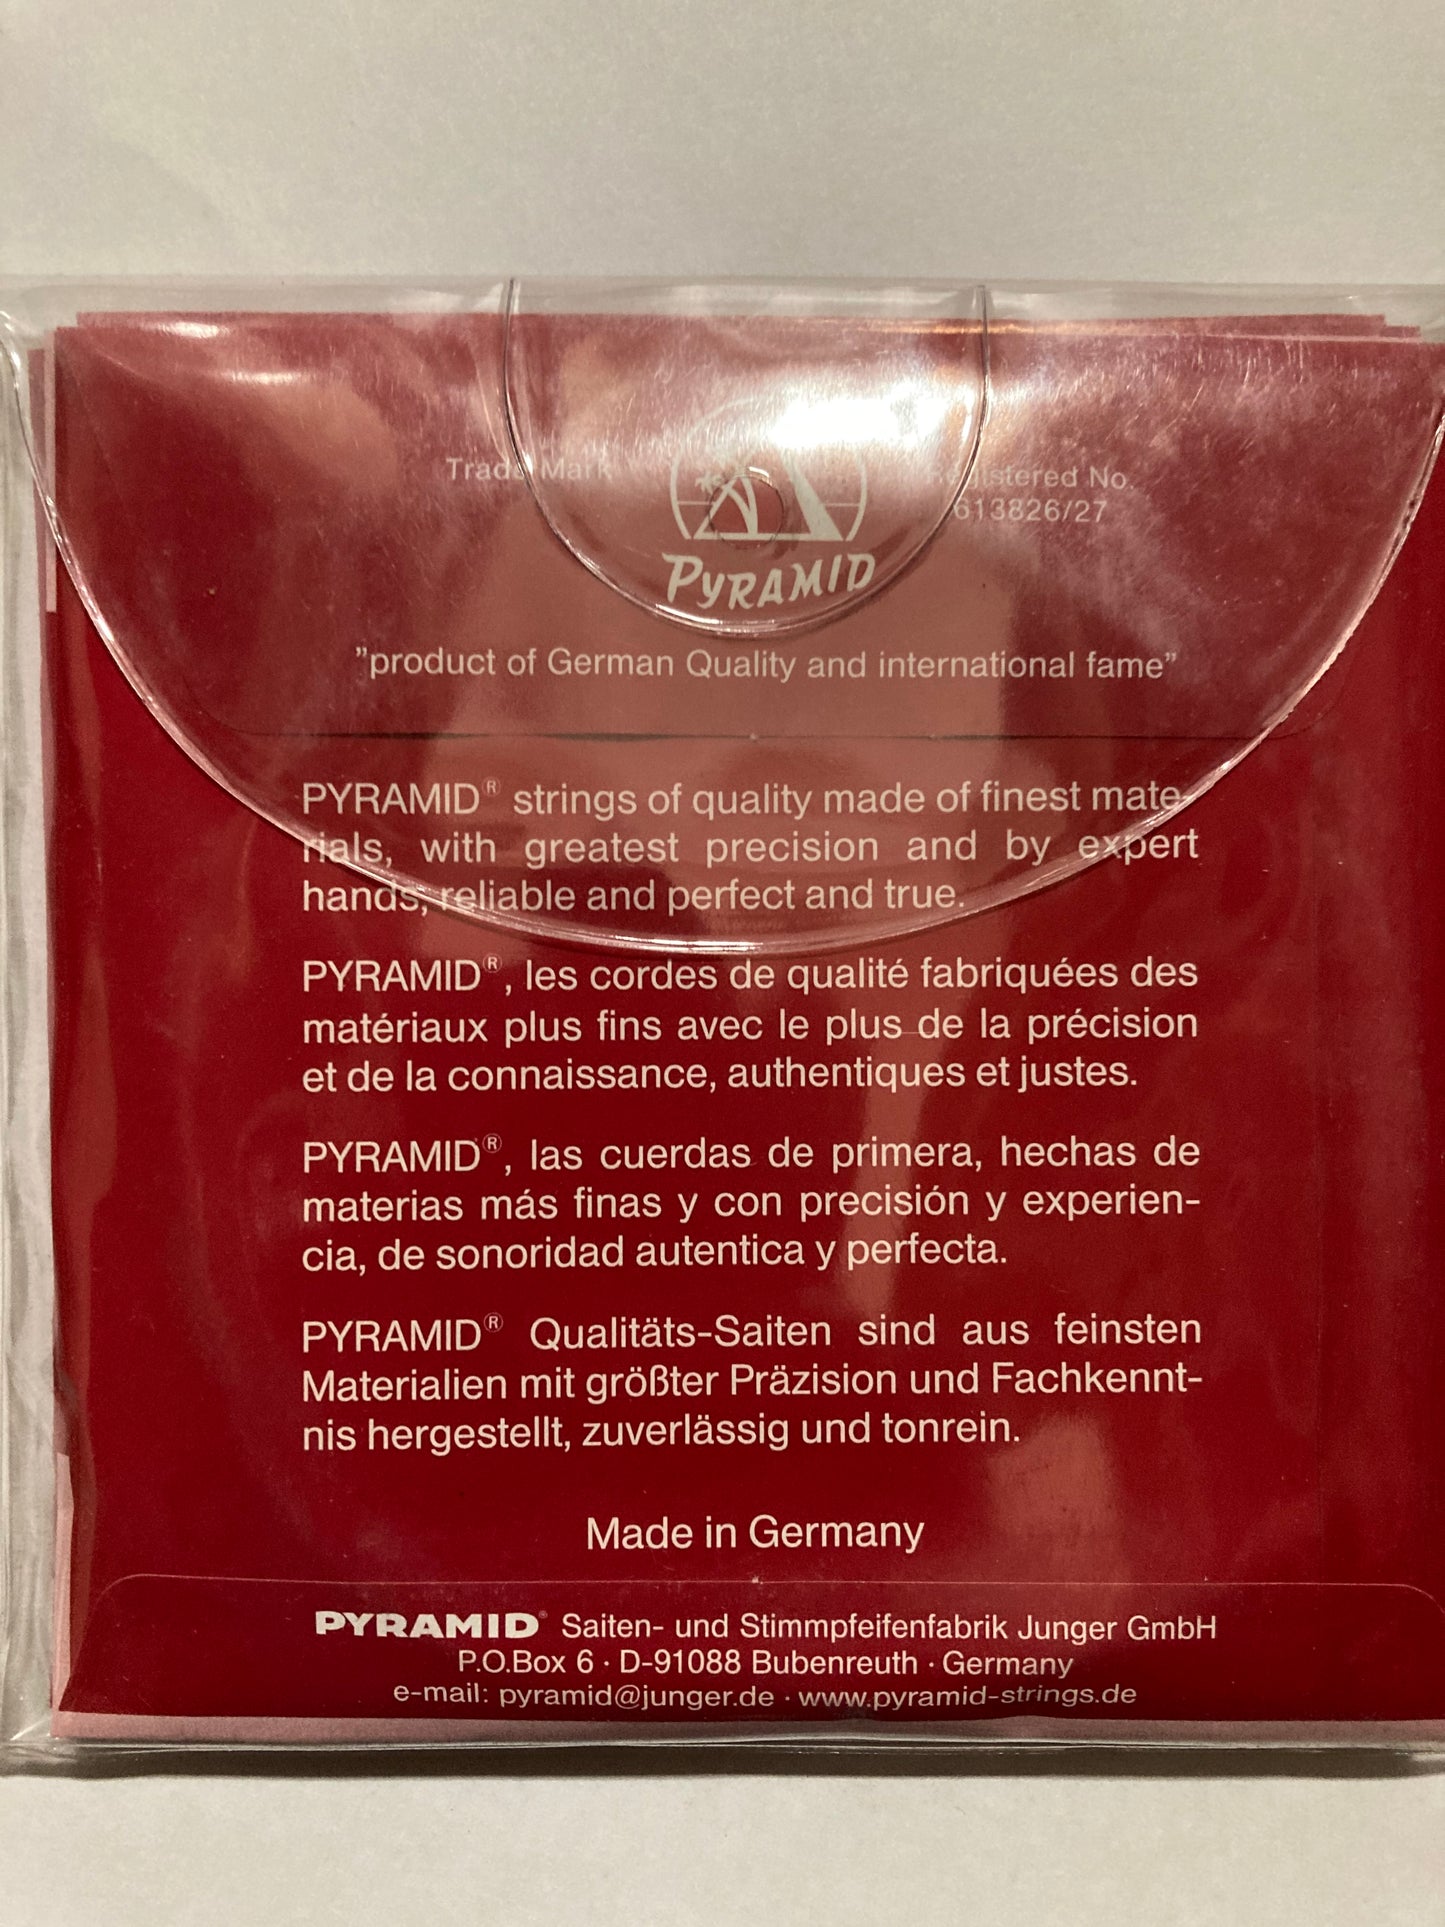 Trade Mark
Registered No.
613826/27
PYRAMID
"product of German Quality and international fame"
PYRAMID® strings of quality made of finest mate-
rials, with greatest precision and by expert
hands, reliable and perfect and true.
PYRAMID®, les cordes de qualité fabriquées des
matériaux plus fins avec le plus de la précision
et de la connaissance, authentiques et justes.
PYRAMID®, las cuerdas de primera, hechas de
materias más finas y con precisión y experien-
cia, de sonoridad autentica y perfecta.
PYRAMID® Qualitäts-Saiten sind aus feinsten
Materialien mit größter Präzision und Fachkennt-
nis hergestellt, zuverlässig und tonrein.
Made in Germany
PYRAMID® Saiten- und Stimmpfeifenfabrik Junger GmbH
P.O.Box 6 · D-91088 Bubenreuth · Germany
e-mail: pyramid@junger.de · www.pyramid-strings.de